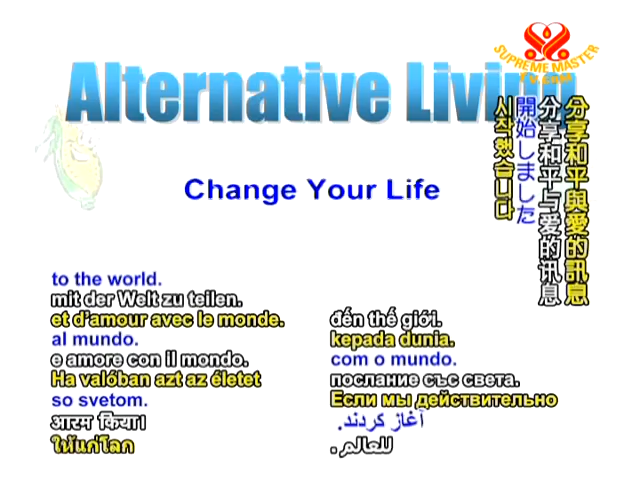 SUPREME MASTER
TV.COM
Alternative Living
Change Your Life
分享和平與愛的訊息
分享和平与爱的讯息
開始しました
시작했습니다
to the world.
mit der Welt zu teilen.
et d'amour avec le monde.
al mundo.
e amore con il mondo.
Ha valóban azt az életet
so svetom.
आरम किया।
ให้แก่โลก
đến thế giới.
kepada dunia.
com o mundo.
послание със света.
Если мы действительно
آغاز کردند.
للعالم.